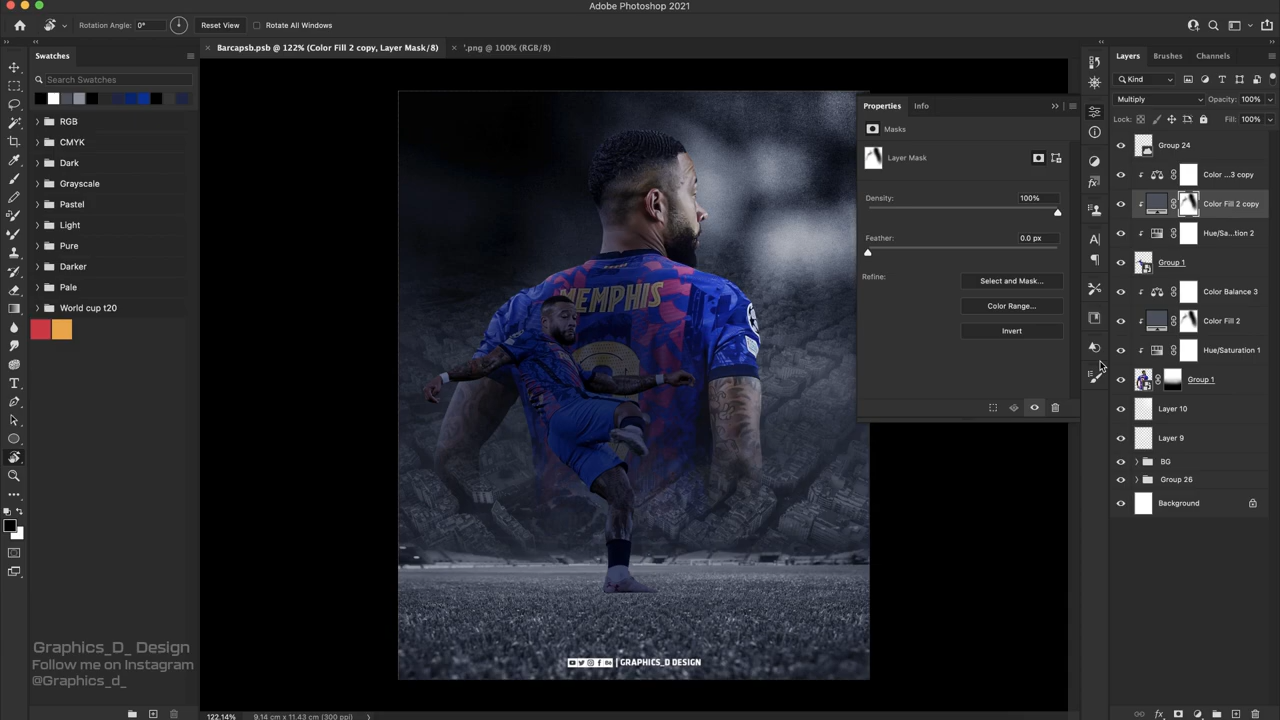 Adobe Photoshop 2021
Rotation Angle: 0° Reset View Rotate All Windows
Swatches
Barcapsb.psb @ 122% (Color Fill 2 copy, Layer Mask/8)
'.png @ 100% (RGB/8)
Search Swatches
RGB
CMYK
Dark
Grayscale
Pastel
Light
Pure
Darker
Pale
World cup t20
Graphics_D_ Design
Follow me on Instagram
@Graphics_d_
MEMPHIS
| GRAPHICS_D DESIGN
122.14% 9.14 cm x 11.43 cm (300 ppi)
Properties Info
Masks
Layer Mask
Density: 100%
Feather: 0.0 px
Refine:
Select and Mask...
Color Range...
Invert
Layers Brushes Channels
Kind
Multiply Opacity: 100%
Lock: Fill: 100%
Group 24
Color ...3 copy
Color Fill 2 copy
Hue/Sa...tion 2
Group 1
Color Balance 3
Color Fill 2
Hue/Saturation 1
Group 1
Layer 10
Layer 9
BG
Group 26
Background